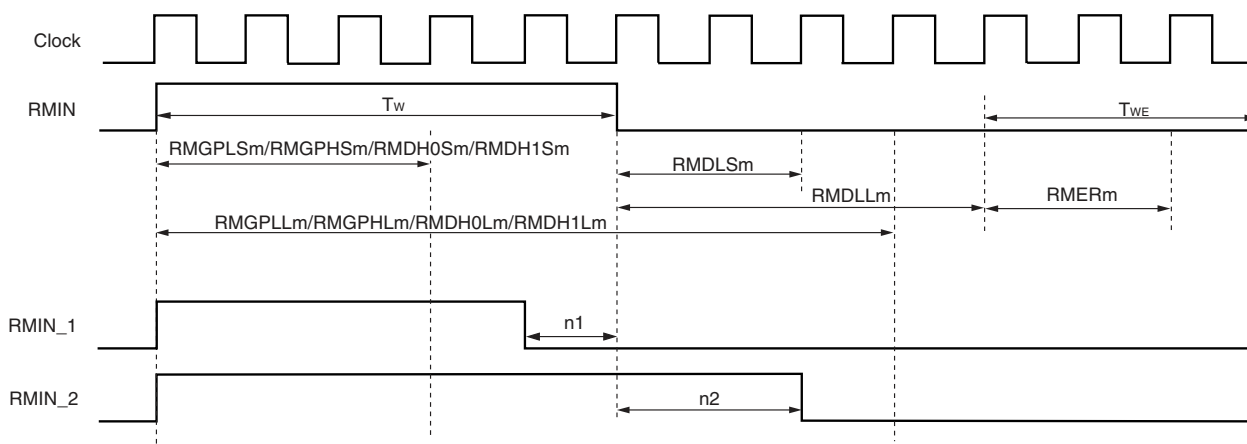 Clock
RMIN
TW
TWE
RMGPLSm/RMGPHSm/RMDH0Sm/RMDH1Sm
RMDLSm
RMDLLm
RMERm
RMGPLLm/RMGPHLm/RMDH0Lm/RMDH1Lm
RMIN_1
n1
RMIN_2
n2